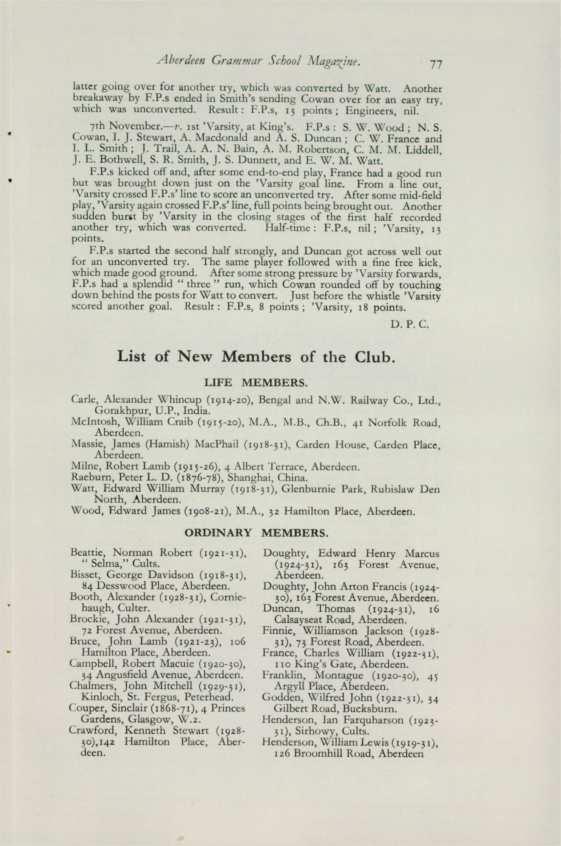 Aberdeen Grammar School Magazine. 77
latter going over for another try, which was converted by Watt. Another
breakaway by F.P.s ended in Smith's sending Cowan over for an easy try,
which was unconverted. Result : F.P.s, 15 points ; Engineers, nil.
7th November.—v. 1st 'Varsity, at King's. F.P.s : S. W. Wood ; N. S.
Cowan, I. J. Stewart, A. Macdonald and A. S. Duncan ; C. W. France and
I. L. Smith ; J. Trail, A. A. N. Bain, A. M. Robertson, C. M. M. Liddell,
J. E. Bothwell, S. R. Smith, J. S. Dunnett, and E. W. M. Watt.
F.P.s kicked off and, after some end-to-end play, France had a good run
but was brought down just on the 'Varsity goal line. From a line out,
'Varsity crossed F.P.s' line to score an unconverted try. After some mid-field
play, 'Varsity again crossed F.P.s' line, full points being brought out. Another
sudden burst by 'Varsity in the closing stages of the first half recorded
another try, which was converted. Half-time : F.P.s, nil ; 'Varsity, 13
points.
F.P.s started the second half strongly, and Duncan got across well out
for an unconverted try. The same player followed with a fine free kick,
which made good ground. After some strong pressure by 'Varsity forwards,
F.P.s had a splendid " three " run, which Cowan rounded off by touching
down behind the posts for Watt to convert. Just before the whistle 'Varsity
scored another goal. Result : F.P.s, 8 points ; 'Varsity, 18 points.
D. P. C.
List of New Members of the Club.
LIFE MEMBERS.
Carle, Alexander Whincup (1914-20), Bengal and N.W. Railway Co., Ltd.,
Gorakhpur, U.P., India.
McIntosh, William Craib (1915-20), M.A., M.B., Ch.B., 41 Norfolk Road,
Aberdeen.
Massie, James (Hamish) MacPhail (1918-31), Carden House, Carden Place,
Aberdeen.
Milne, Robert Lamb (1915-26), 4 Albert Terrace, Aberdeen.
Raeburn, Peter L. D. (1876-78), Shanghai, China.
Watt, Edward William Murray (1918-31), Glenburnie Park, Rubislaw Den
North, Aberdeen.
Wood, Edward James (1908-21), M.A., 32 Hamilton Place, Aberdeen.
ORDINARY MEMBERS.
Beattie, Norman Robert (1921-31),
" Selma," Cults.
Bisset, George Davidson (1918-31),
84 Desswood Place, Aberdeen.
Booth, Alexander (1928-31), Cornie-
haugh, Culter.
Brockie, John Alexander (1921-31),
72 Forest Avenue, Aberdeen.
Bruce, John Lamb (1921-23), 106
Hamilton Place, Aberdeen.
Campbell, Robert Macuie (1920-30),
34 Angusfield Avenue, Aberdeen.
Chalmers, John Mitchell (1929-31),
Kinloch, St. Fergus, Peterhead.
Couper, Sinclair (1868-71), 4 Princes
Gardens, Glasgow, W.2.
Crawford, Kenneth Stewart (1928-
30),142 Hamilton Place, Aber-
deen.
Doughty, Edward Henry Marcus
(1924-31), 163 Forest Avenue,
Aberdeen.
Doughty, John Arton Francis (1924-
30), 163 Forest Avenue, Aberdeen.
Duncan, Thomas (1924-31), 16
Calsayseat Road, Aberdeen.
Finnie, Williamson Jackson (1928-
31), 73 Forest Road, Aberdeen.
France, Charles William (1922-31),
110 King's Gate, Aberdeen.
Franklin, Montague (1920-30), 45
Argyll Place, Aberdeen.
Godden, Wilfred John (1922-31), 34
Gilbert Road, Bucksburn.
Henderson, Ian Farquharson (1923-
31), Sirhowy, Cults.
Henderson, William Lewis (1919-31),
126 Broomhill Road, Aberdeen